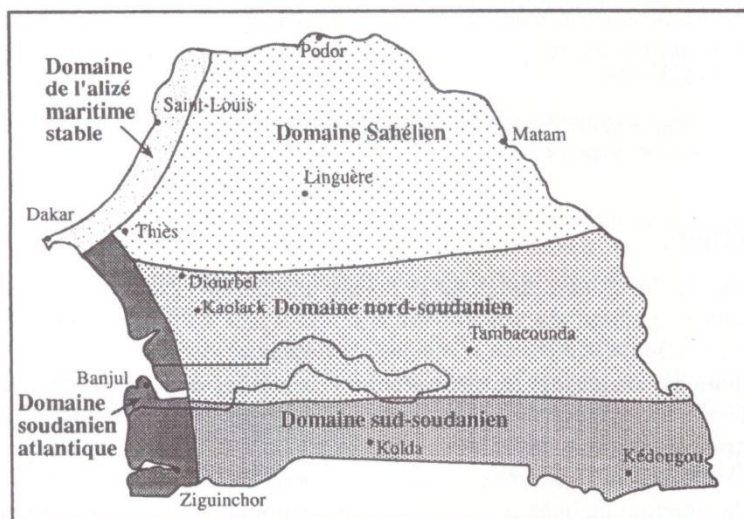 Podor
Domaine
de l'alizé
maritime
stable
Saint-Louis
Domaine Sahélien
Matam
Linguère
Dakar
Thiès
Diourbel
Kaolack
Domaine nord-soudanien
Tambacounda
Banjul
Domaine
soudanien
atlantique
Domaine sud-soudanien
Kolda
Kédougou
Ziguinchor